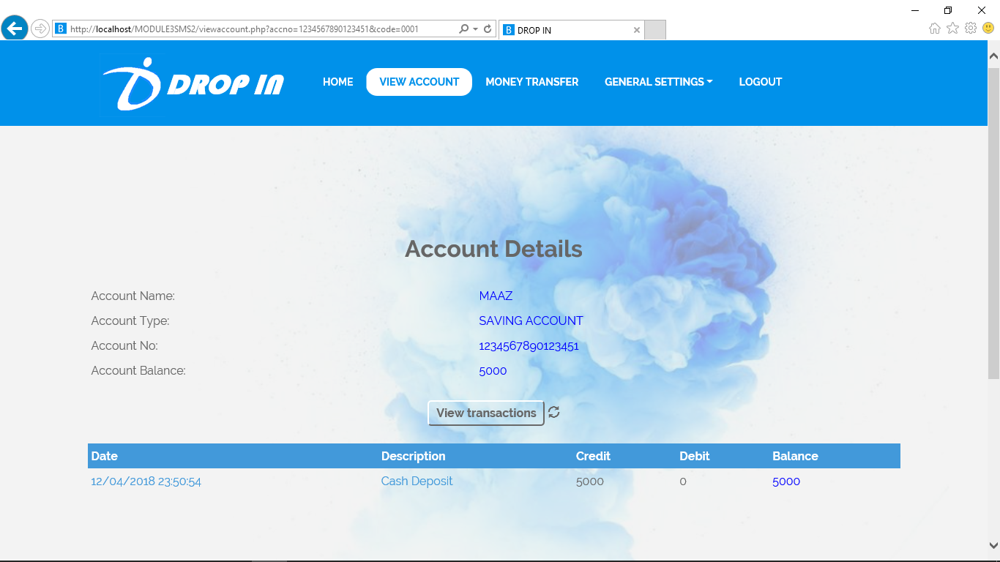 http://localhost/MODULE3SMS2/viewaccount.php?accno=1234567890123451&code=0001
B DROP IN
DROP IN HOME VIEW ACCOUNT MONEY TRANSFER GENERAL SETTINGS LOGOUT
Account Details
Account Name: MAAZ
Account Type: SAVING ACCOUNT
Account No: 1234567890123451
Account Balance: 5000
View transactions
Date Description Credit Debit Balance
12/04/2018 23:50:54 Cash Deposit 5000 0 5000